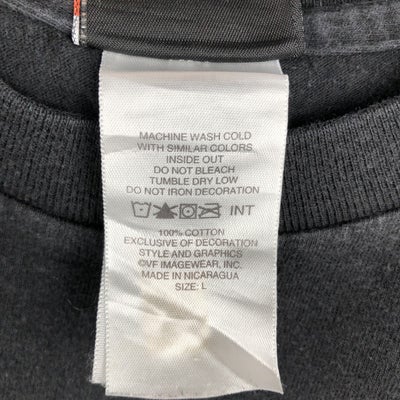 MACHINE WASH COLD
WITH SIMILAR COLORS
INSIDE OUT
DO NOT BLEACH
TUMBLE DRY LOW
DO NOT IRON DECORATION
INT
100% COTTON
EXCLUSIVE OF DECORATION
STYLE AND GRAPHICS
©VF IMAGEWEAR, INC.
MADE IN NICARAGUA
SIZE: L